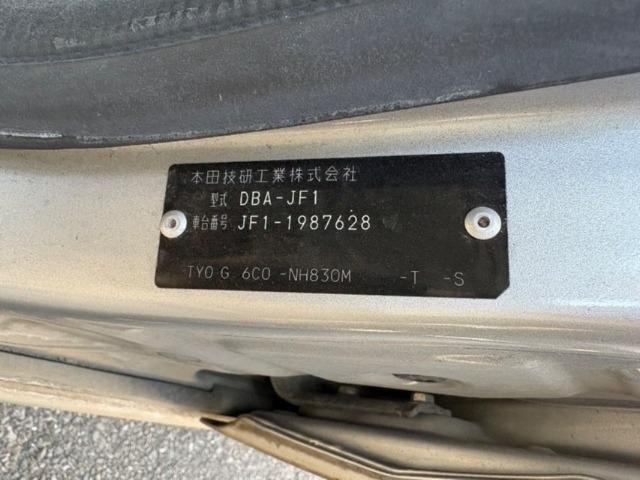 本田技研工業株式会社
型式 DBA-JF1
車台番号 JF1-1987628
TYO G 6CO -NH830M -T -S